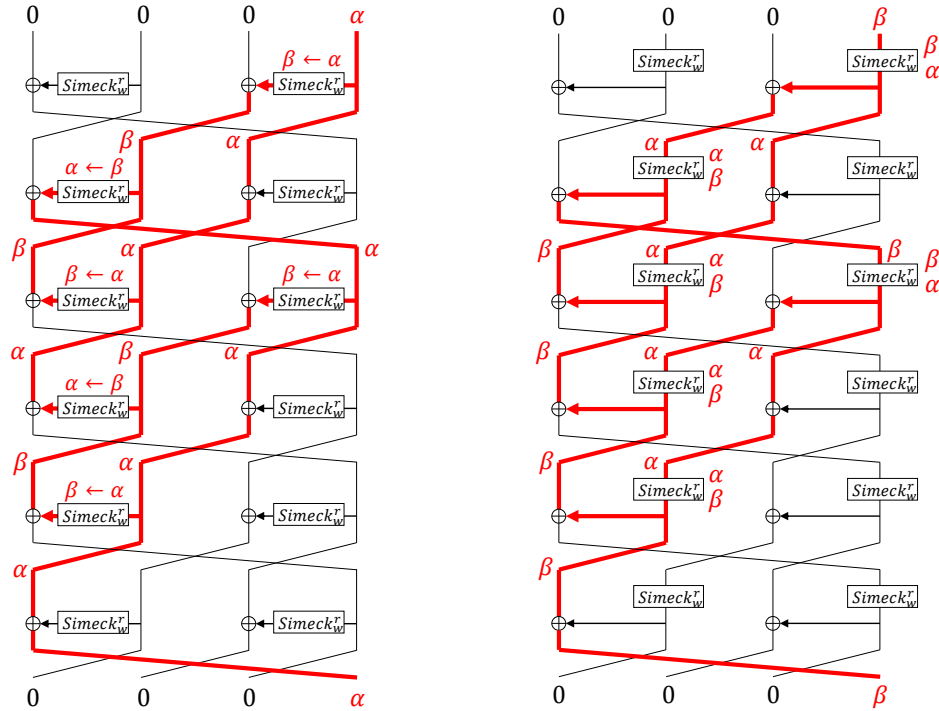 0 0 0 α
β ← α
Simeck_w^r Simeck_w^r
β α
α ← β
Simeck_w^r Simeck_w^r
β α α
β ← α β ← α
Simeck_w^r Simeck_w^r
α β α
α ← β
Simeck_w^r Simeck_w^r
β α
β ← α
Simeck_w^r Simeck_w^r
α
Simeck_w^r Simeck_w^r
0 0 0 α
0 0 0 β
β
Simeck_w^r Simeck_w^r
α
α α
α
Simeck_w^r Simeck_w^r
β
β α β
α β
Simeck_w^r Simeck_w^r
β α
β α α
α
Simeck_w^r Simeck_w^r
β
β α
α
Simeck_w^r Simeck_w^r
β
β
Simeck_w^r Simeck_w^r
0 0 0 β